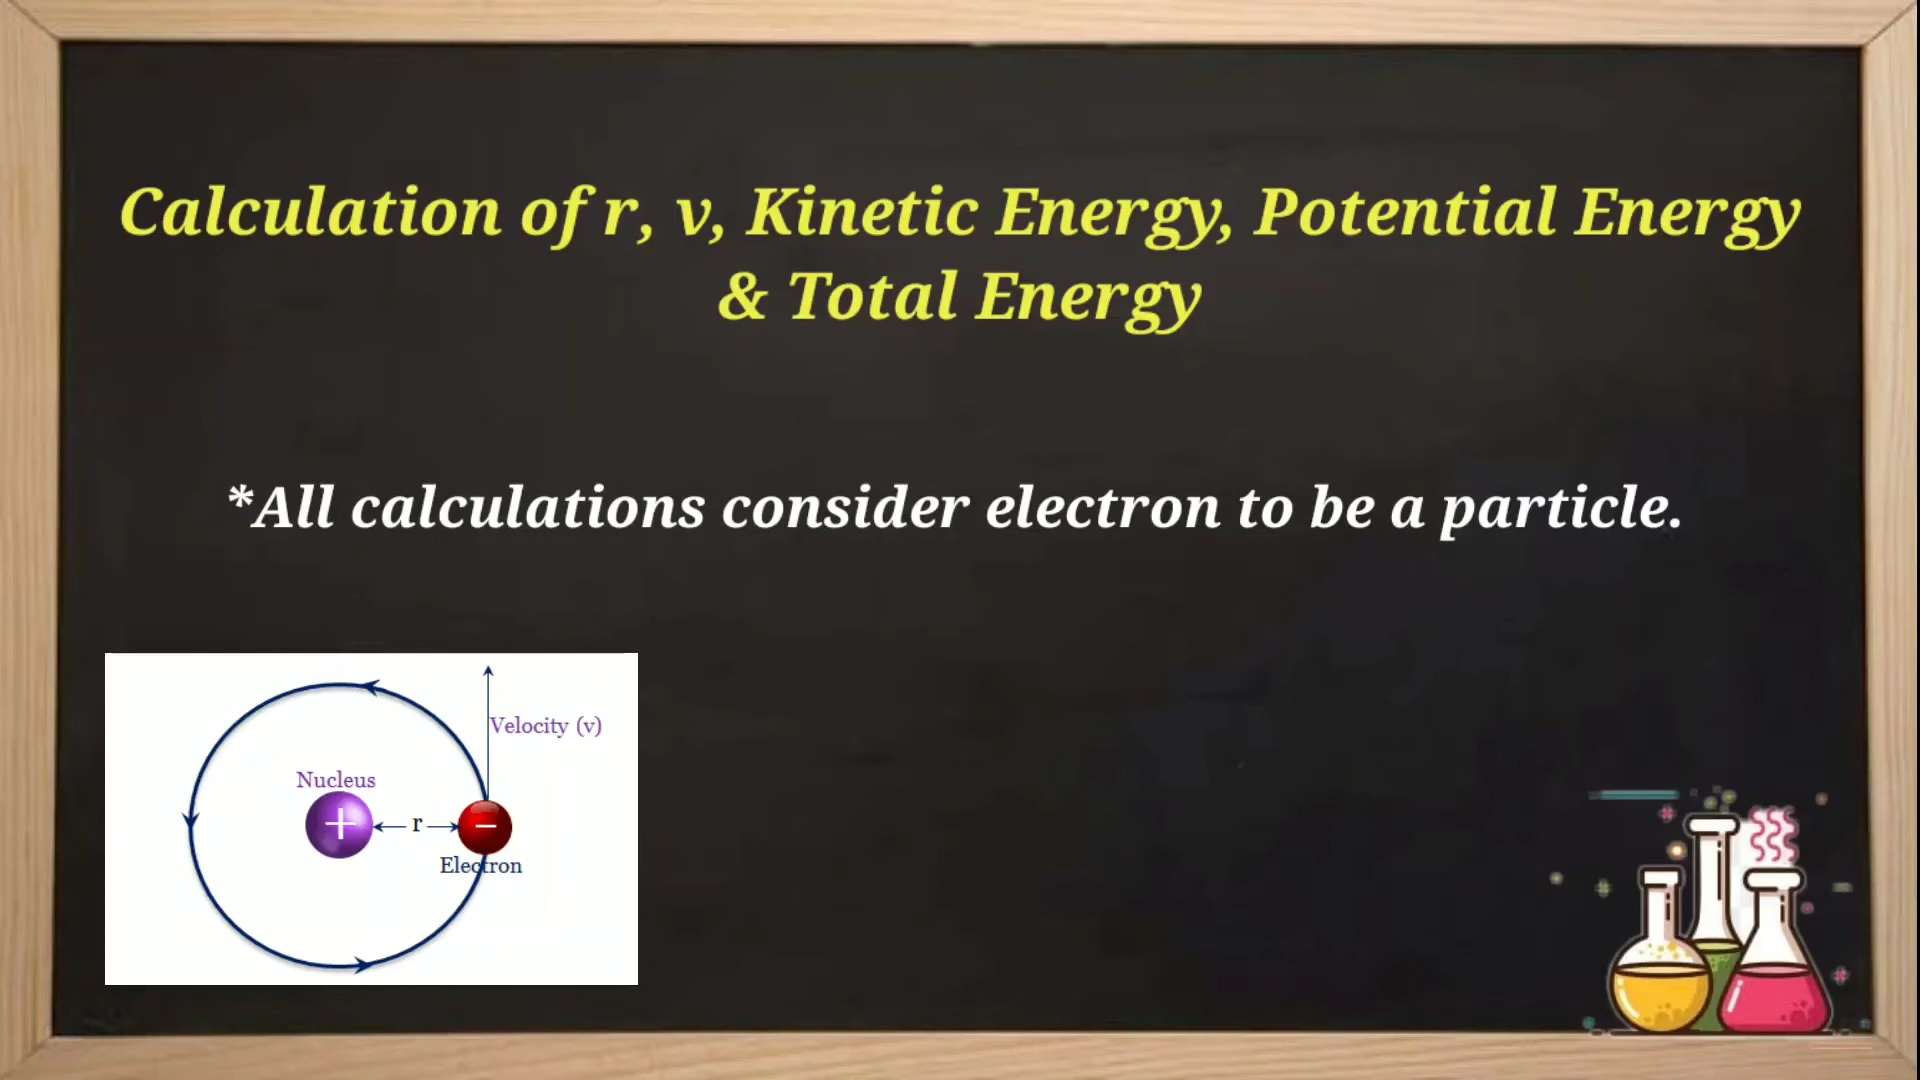 Calculation of r, v, Kinetic Energy, Potential Energy
& Total Energy
*All calculations consider electron to be a particle.
Velocity (v)
Nucleus
+
r
−
Electron